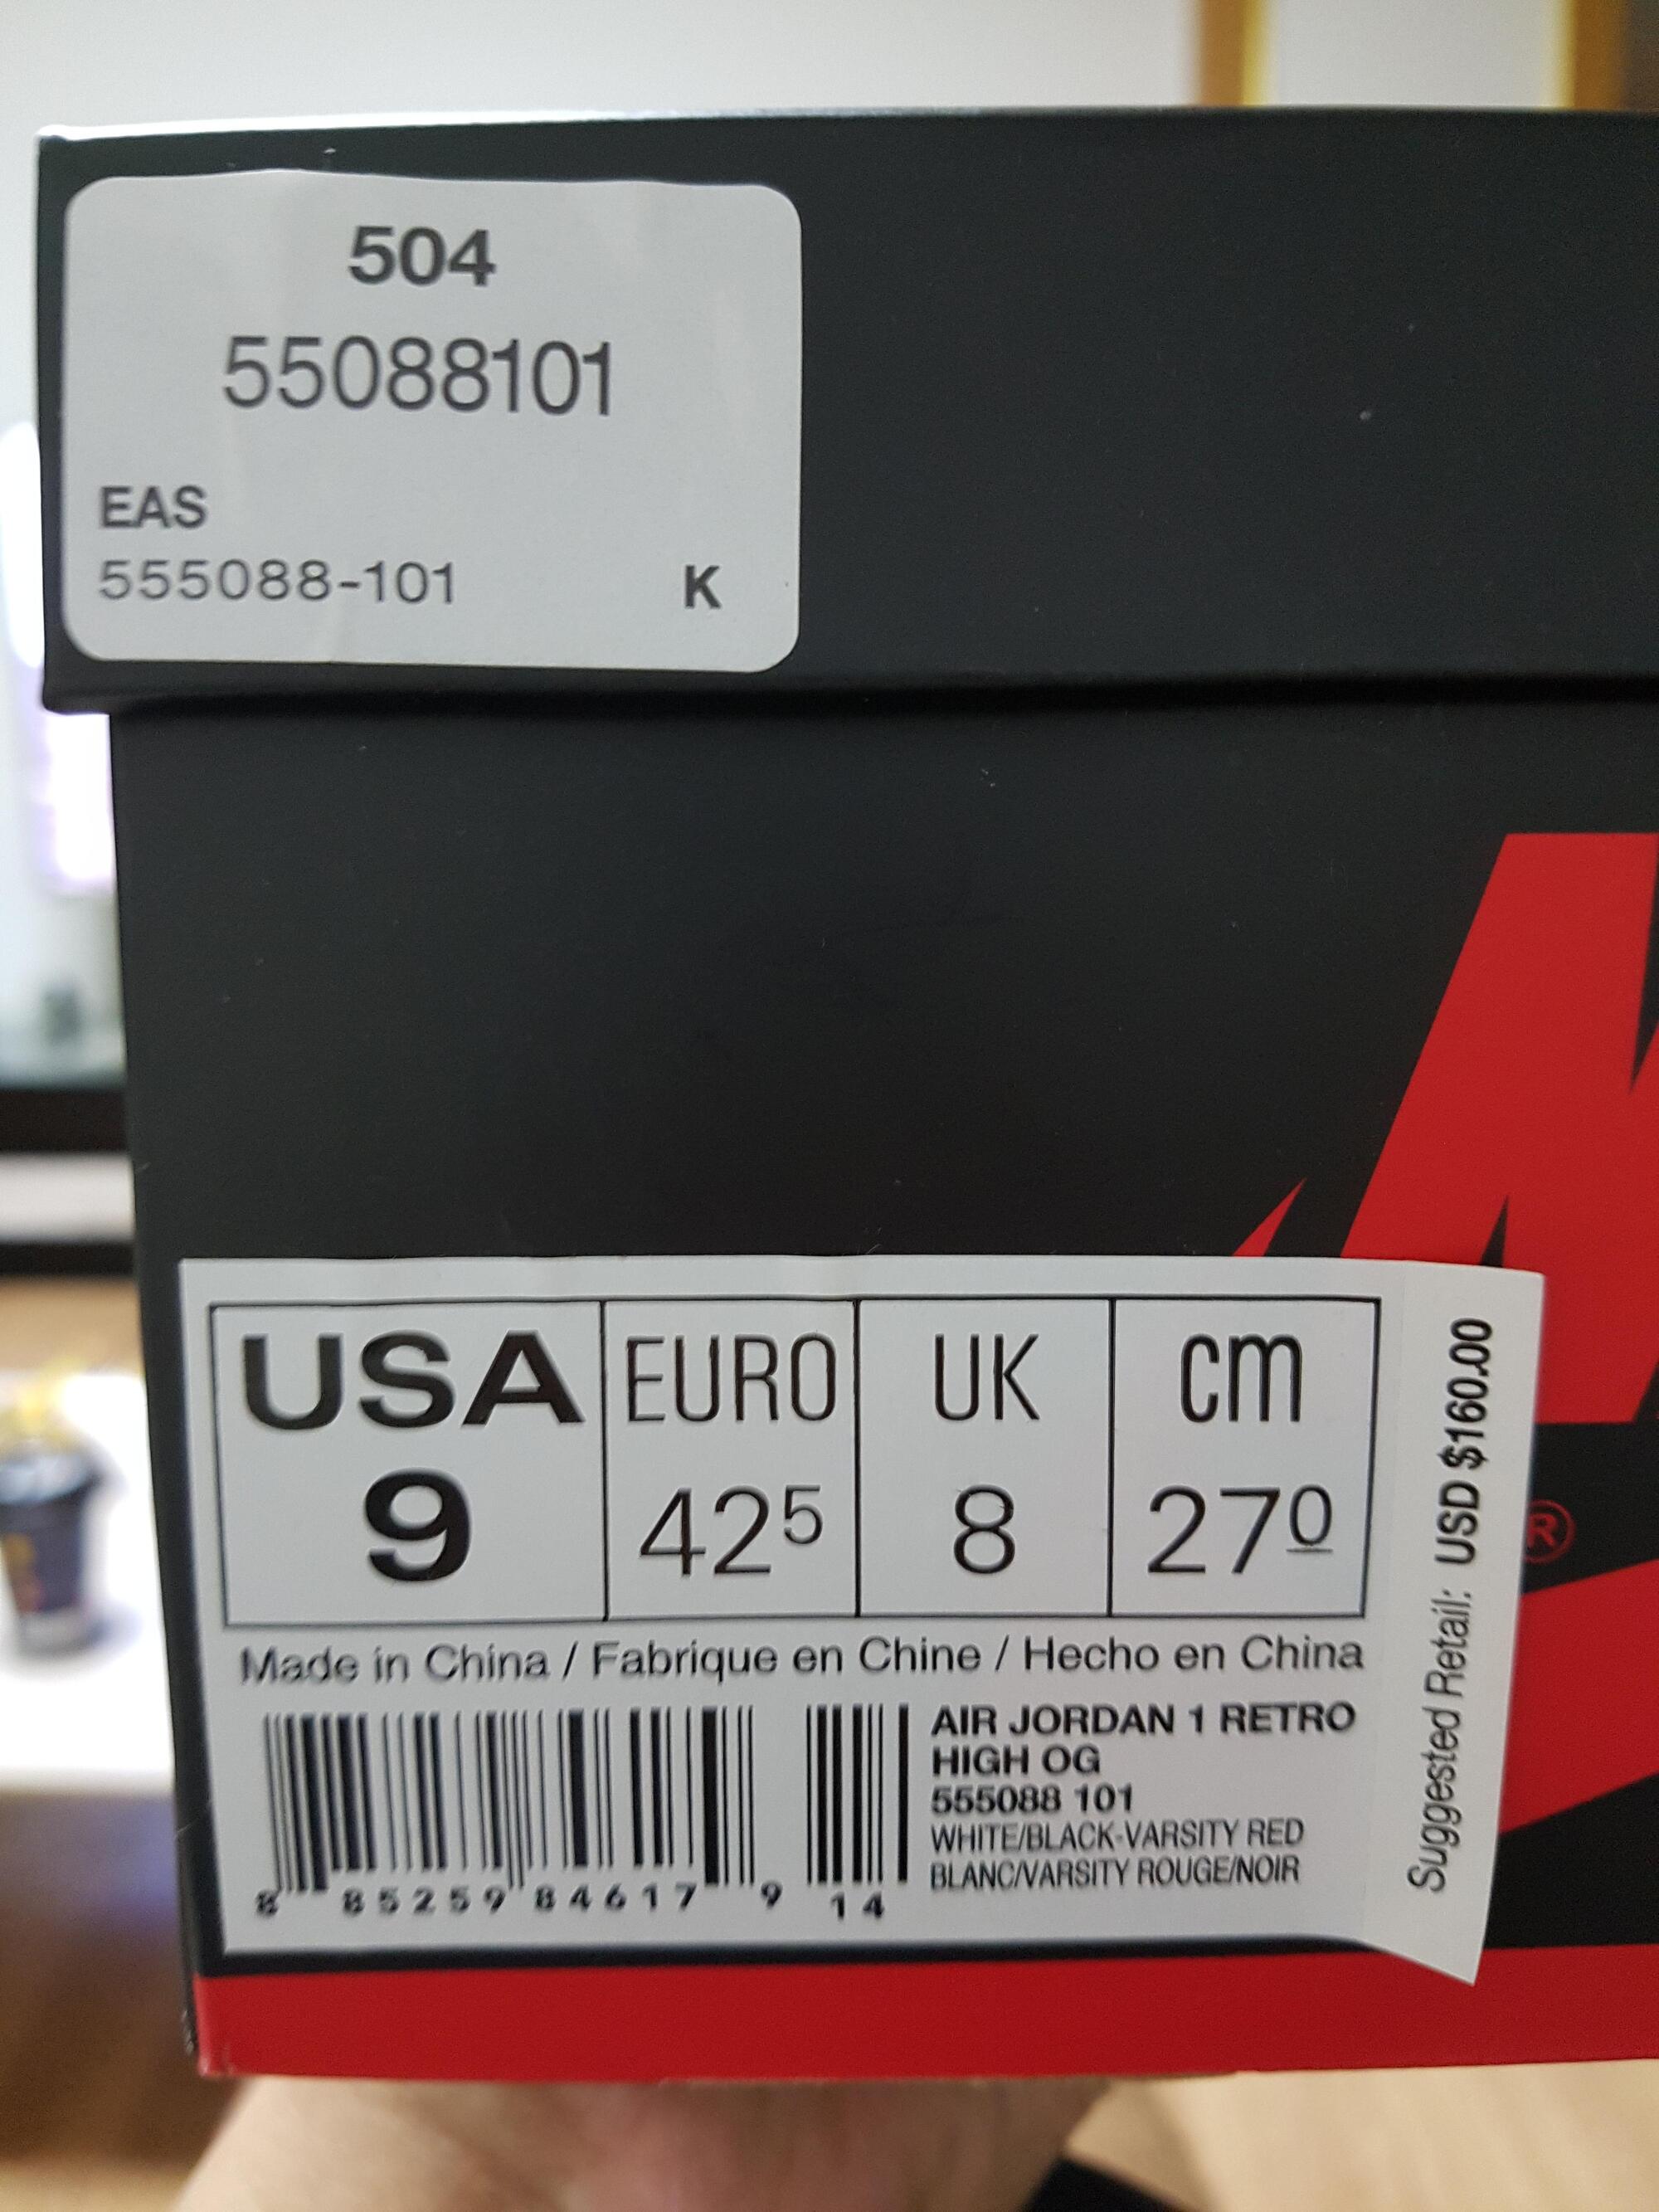 504
55088101
EAS
555088-101 K
USA EURO UK cm
9 42⁵ 8 27⁰
Made in China / Fabrique en Chine / Hecho en China
AIR JORDAN 1 RETRO
HIGH OG
555088 101
WHITE/BLACK-VARSITY RED
BLANC/VARSITY ROUGE/NOIR
8 85259 84617 9 14
Suggested Retail: USD $160.00
®